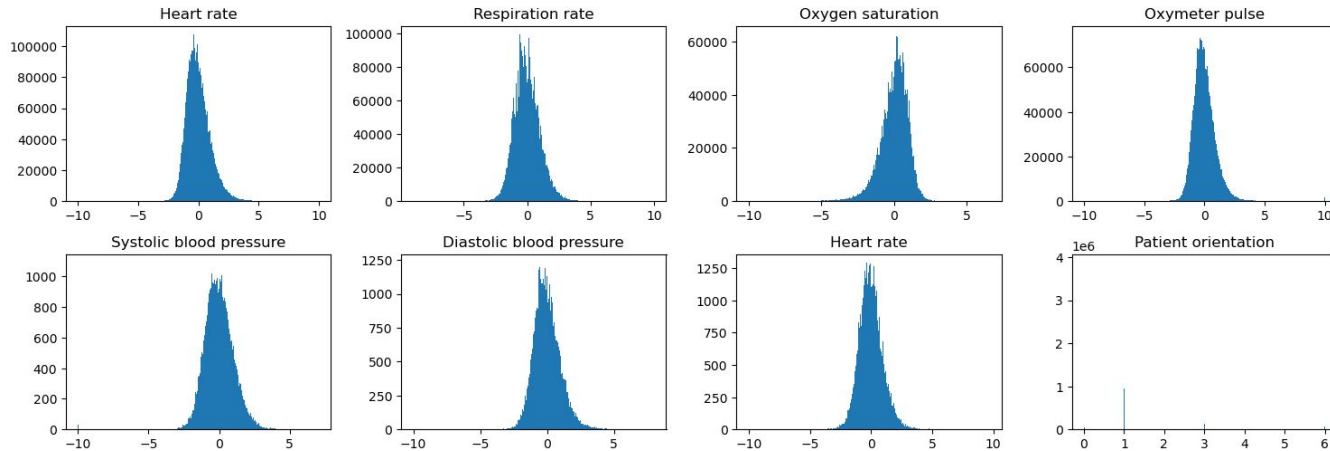 Heart rate
100000
80000
60000
40000
20000
0
−10 −5 0 5 10
Respiration rate
100000
80000
60000
40000
20000
0
−5 0 5 10
Oxygen saturation
60000
40000
20000
0
−10 −5 0 5
Oxymeter pulse
60000
40000
20000
0
−10 −5 0 5 10
Systolic blood pressure
1000
800
600
400
200
0
−10 −5 0 5
Diastolic blood pressure
1250
1000
750
500
250
0
−10 −5 0 5
Heart rate
1250
1000
750
500
250
0
−10 −5 0 5 10
Patient orientation
1e6
4
3
2
1
0
0 1 2 3 4 5 6